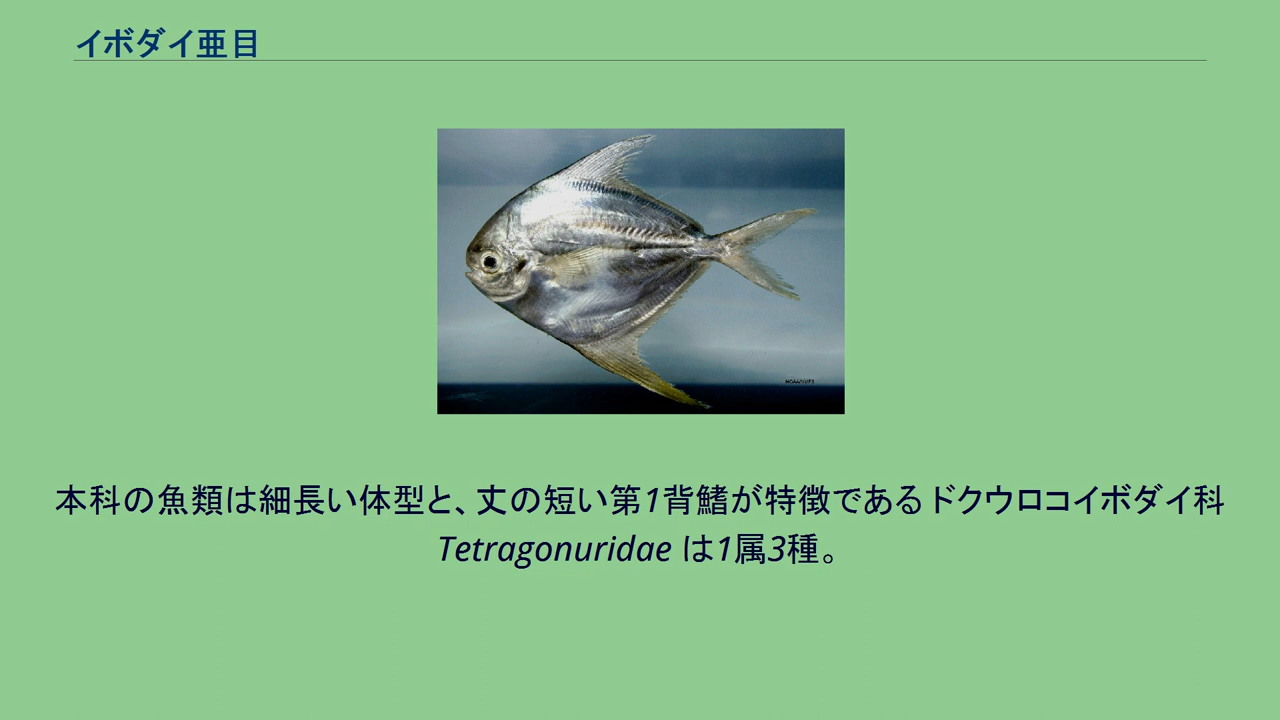 イボダイ亜目
本科の魚類は細長い体型と、丈の短い第1背鰭が特徴である ドクウロコイボダイ科
Tetragonuridae は1属3種。